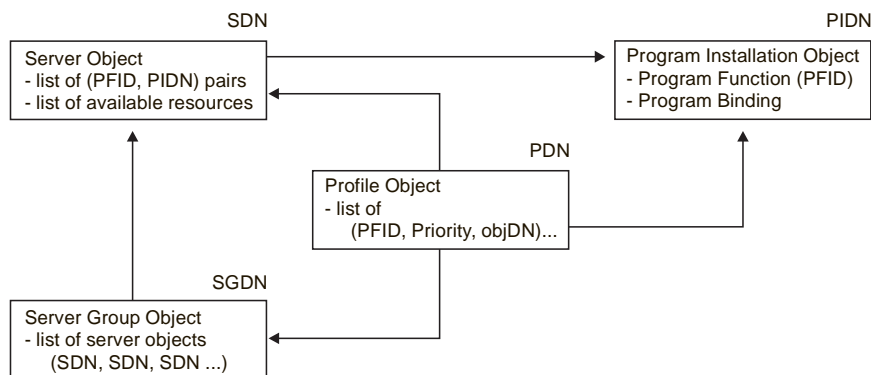 SDN
Server Object
- list of (PFID, PIDN) pairs
- list of available resources
PIDN
Program Installation Object
- Program Function (PFID)
- Program Binding
PDN
Profile Object
- list of
(PFID, Priority, objDN)...
SGDN
Server Group Object
- list of server objects
(SDN, SDN, SDN ...)